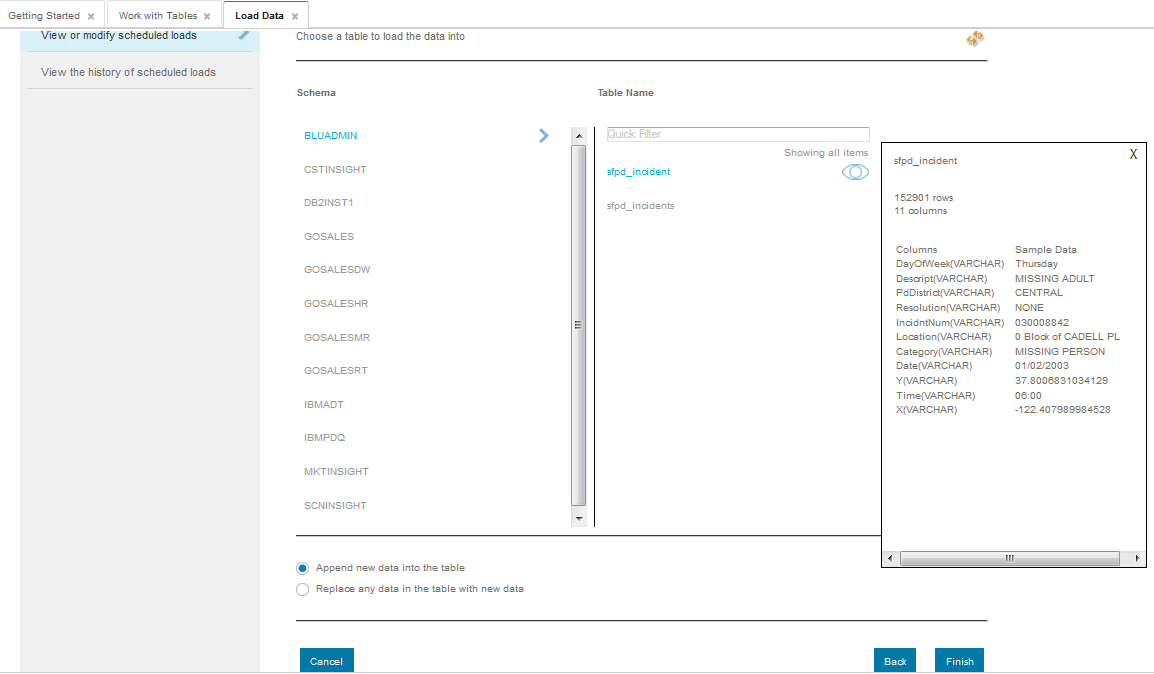 Getting Started x
Work with Tables x
Load Data x
View or modify scheduled loads
View the history of scheduled loads
Choose a table to load the data into
Schema
BLUADMIN
CSTINSIGHT
DB2INST1
GOSALES
GOSALESDW
GOSALESHR
GOSALESMR
GOSALESRT
IBMADT
IBMPDQ
MKTINSIGHT
SCNINSIGHT
Table Name
Quick Filter
Showing all items
sfpd_incident
sfpd_incidents
X
sfpd_incident
152901 rows
11 columns
Columns Sample Data
DayOfWeek(VARCHAR) Thursday
Descript(VARCHAR) MISSING ADULT
PdDistrict(VARCHAR) CENTRAL
Resolution(VARCHAR) NONE
IncidntNum(VARCHAR) 030008842
Location(VARCHAR) 0 Block of CADELL PL
Category(VARCHAR) MISSING PERSON
Date(VARCHAR) 01/02/2003
Y(VARCHAR) 37.8006831034129
Time(VARCHAR) 06:00
X(VARCHAR) -122.407989984528
Append new data into the table
Replace any data in the table with new data
Cancel
Back
Finish